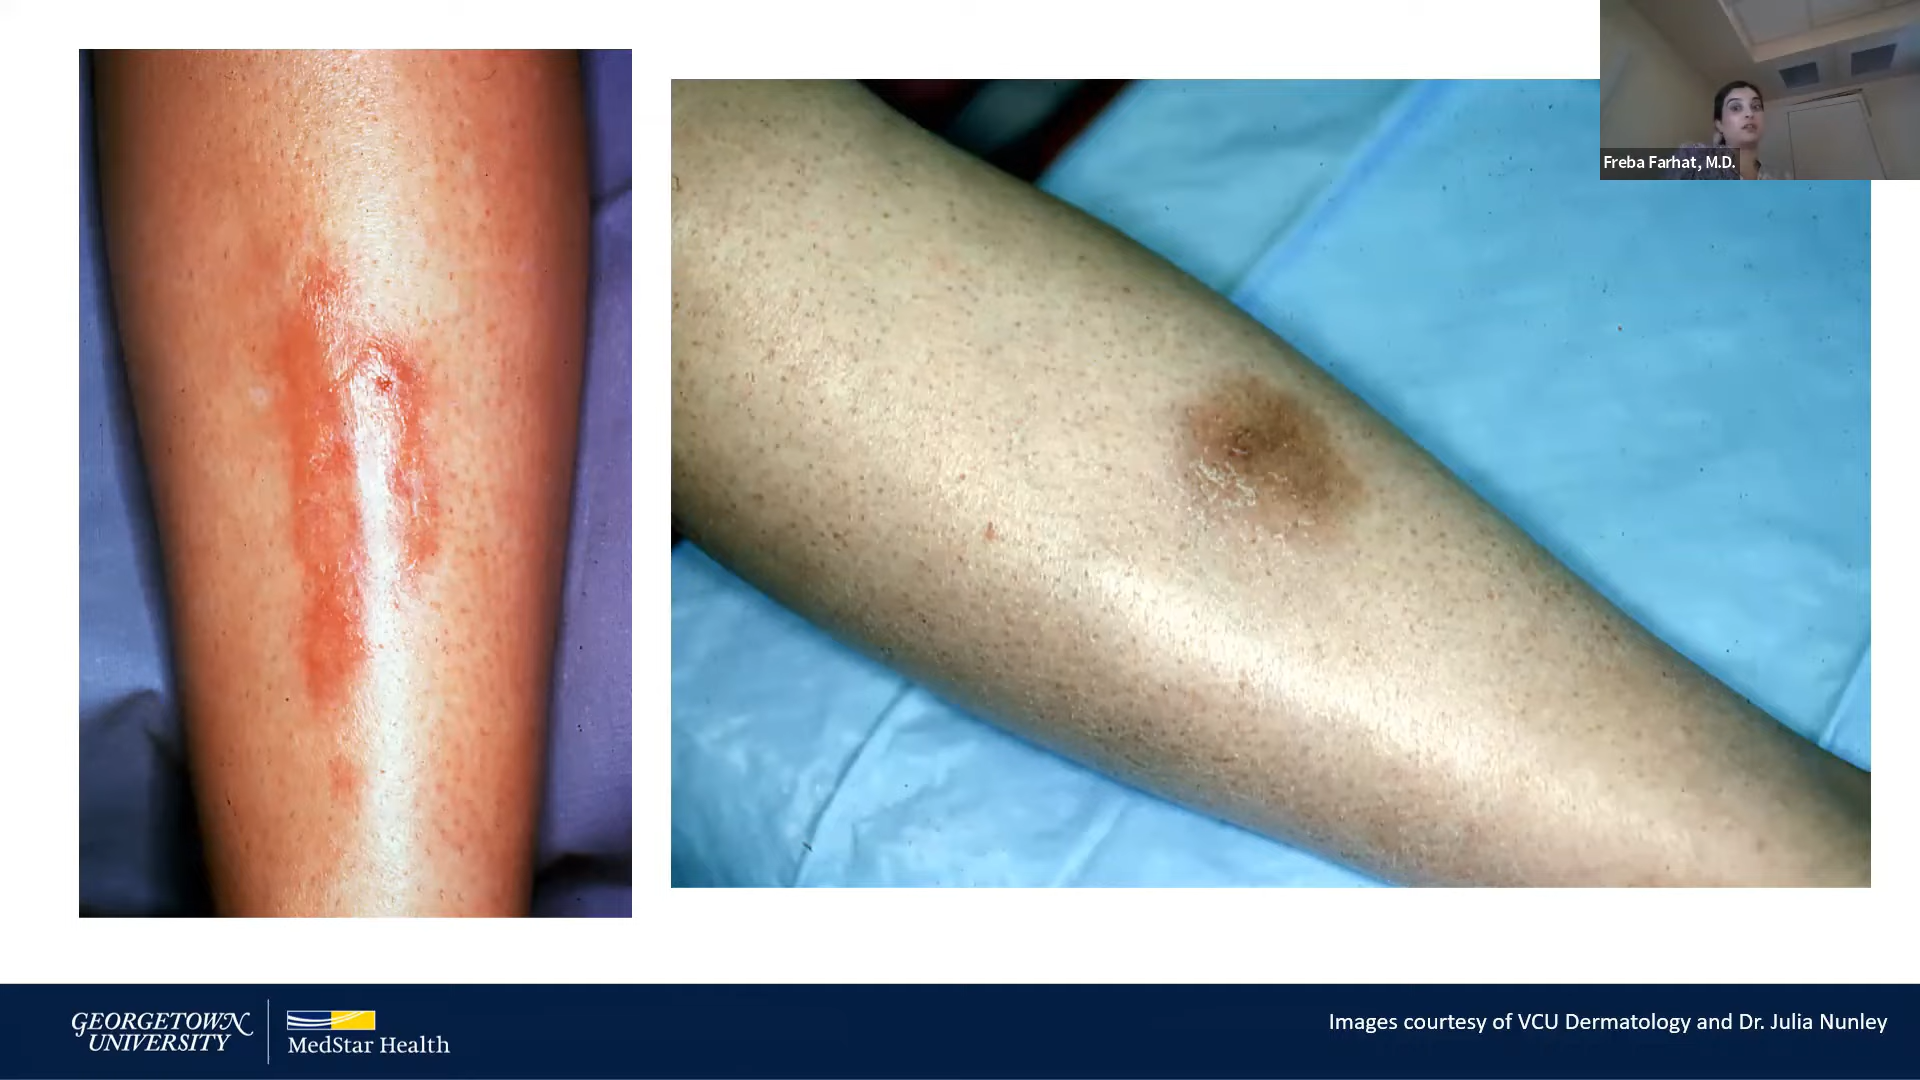 Freba Farhat, M.D.
GEORGETOWN
UNIVERSITY
MedStar Health
Images courtesy of VCU Dermatology and Dr. Julia Nunley